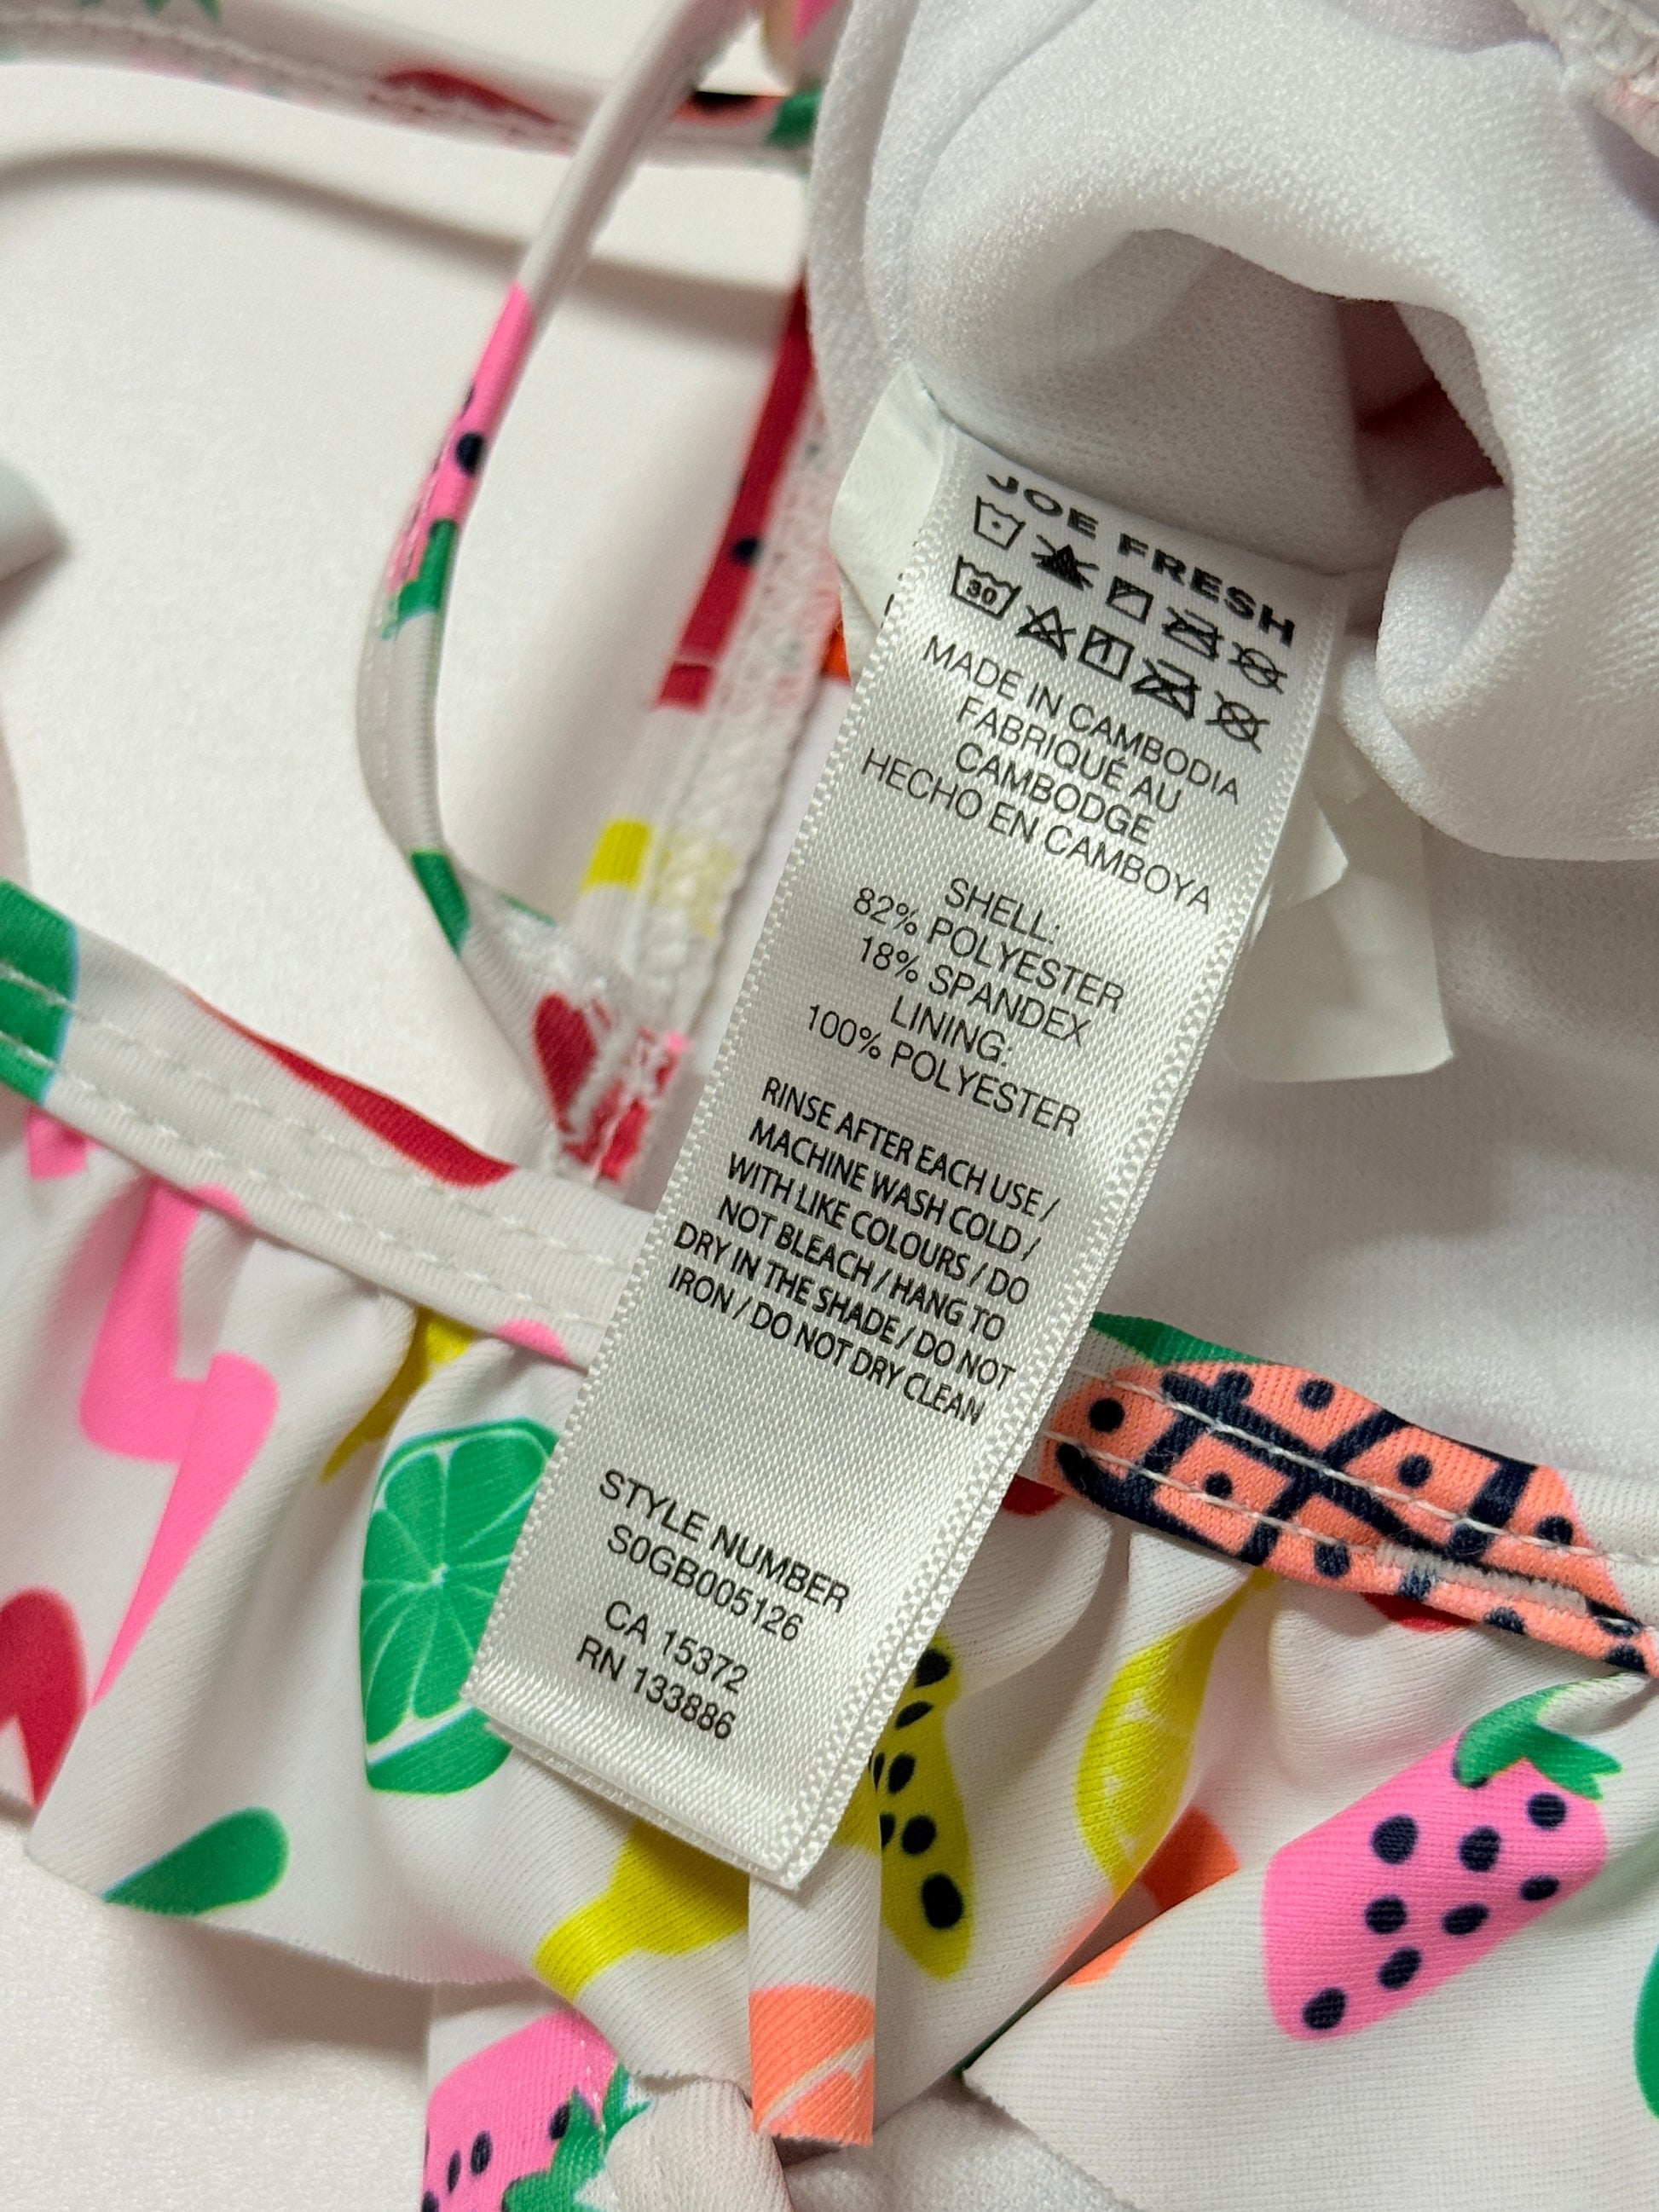 JOE FRESH
30
MADE IN CAMBODIA
FABRIQUÉ AU
CAMBODGE
HECHO EN CAMBOYA
SHELL:
82% POLYESTER
18% SPANDEX
LINING:
100% POLYESTER
RINSE AFTER EACH USE /
MACHINE WASH COLD /
WITH LIKE COLOURS / DO
NOT BLEACH / HANG TO
DRY IN THE SHADE / DO NOT
IRON / DO NOT DRY CLEAN
STYLE NUMBER
S0GB005126
CA 15372
RN 133886